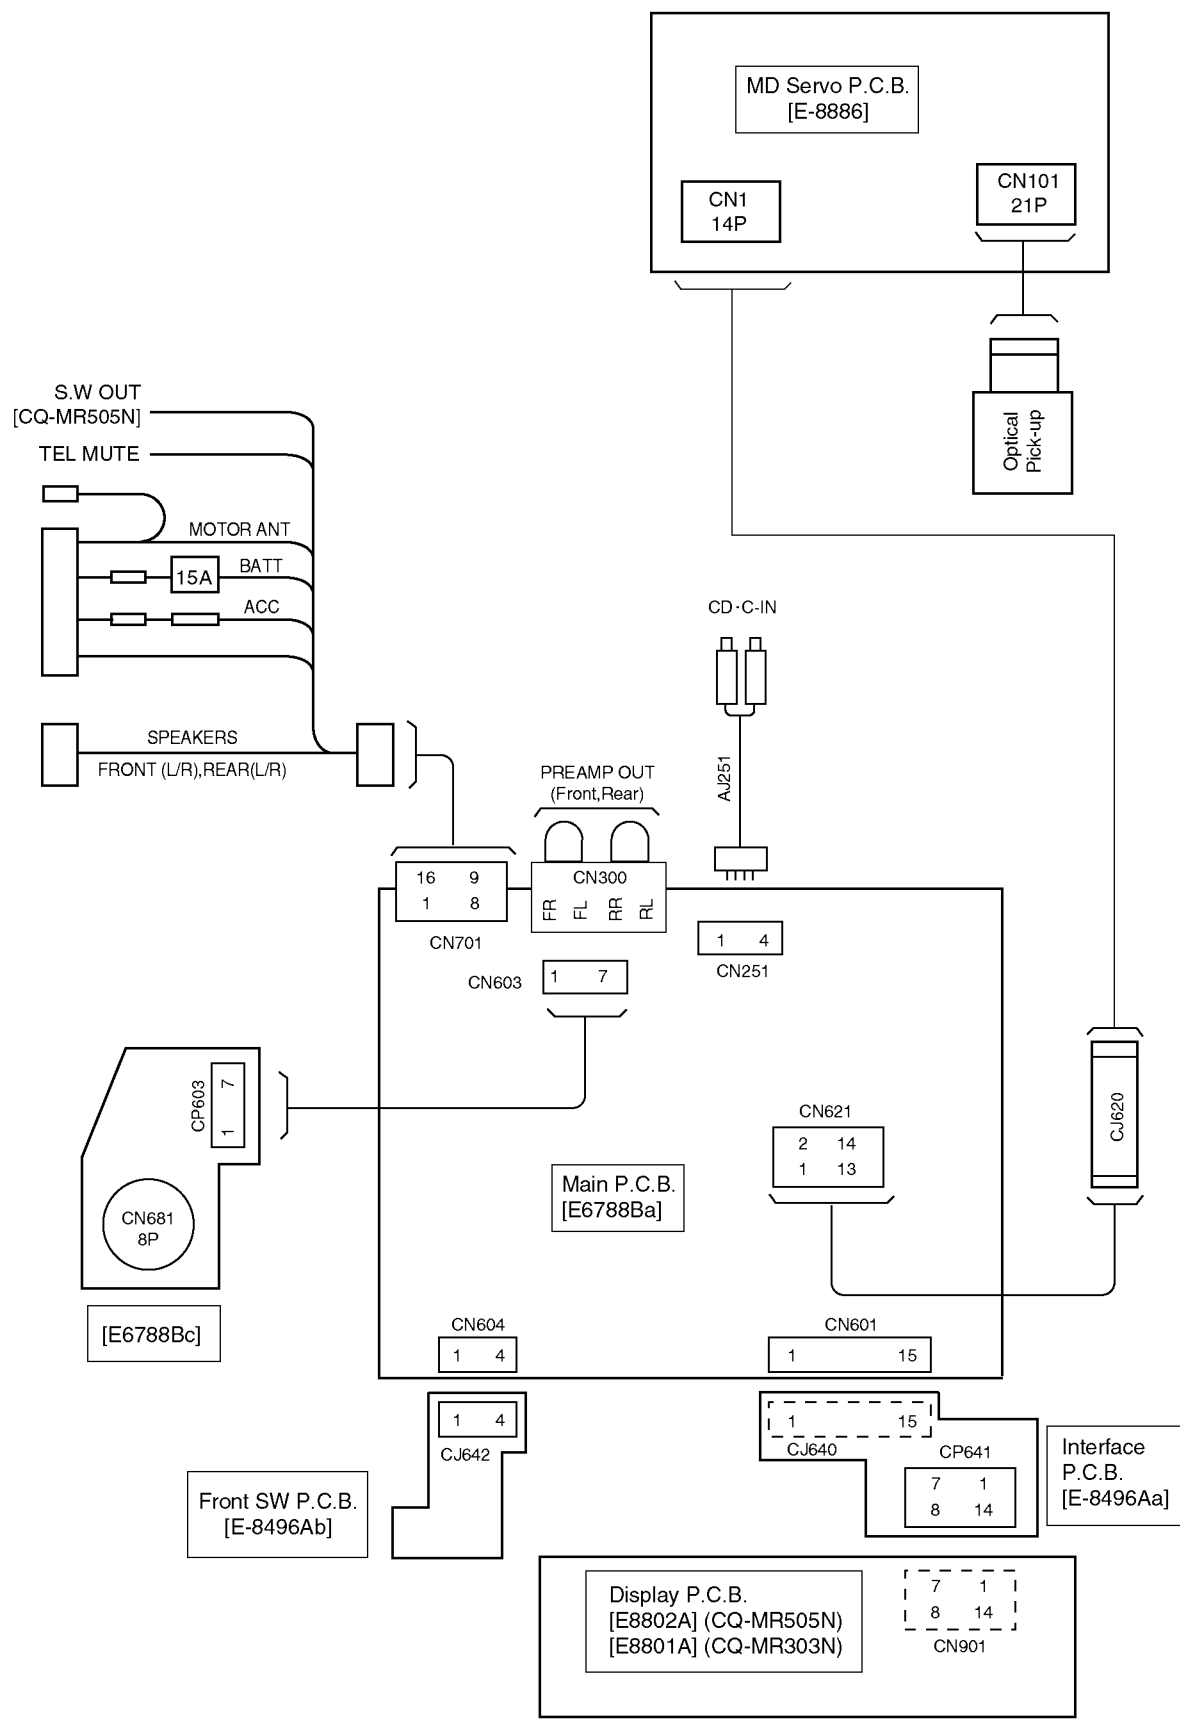 MD Servo P.C.B.
[E-8886]
CN1
14P
CN101
21P
Optical
Pick-up
S.W OUT
[CQ-MR505N]
TEL MUTE
MOTOR ANT
BATT
15A
ACC
SPEAKERS
FRONT (L/R),REAR(L/R)
CD·C-IN
AJ251
PREAMP OUT
(Front,Rear)
CN300
FR
FL
RR
RL
16 9
1 8
CN701
1 4
CN251
CN603
1 7
CP603
7
1
CN681
8P
[E6788Bc]
CN621
2 14
1 13
CJ620
Main P.C.B.
[E6788Ba]
CN604
1 4
CN601
1 15
1 4
CJ642
Front SW P.C.B.
[E-8496Ab]
1 15
CJ640
CP641
7 1
8 14
Interface
P.C.B.
[E-8496Aa]
Display P.C.B.
[E8802A] (CQ-MR505N)
[E8801A] (CQ-MR303N)
7 1
8 14
CN901